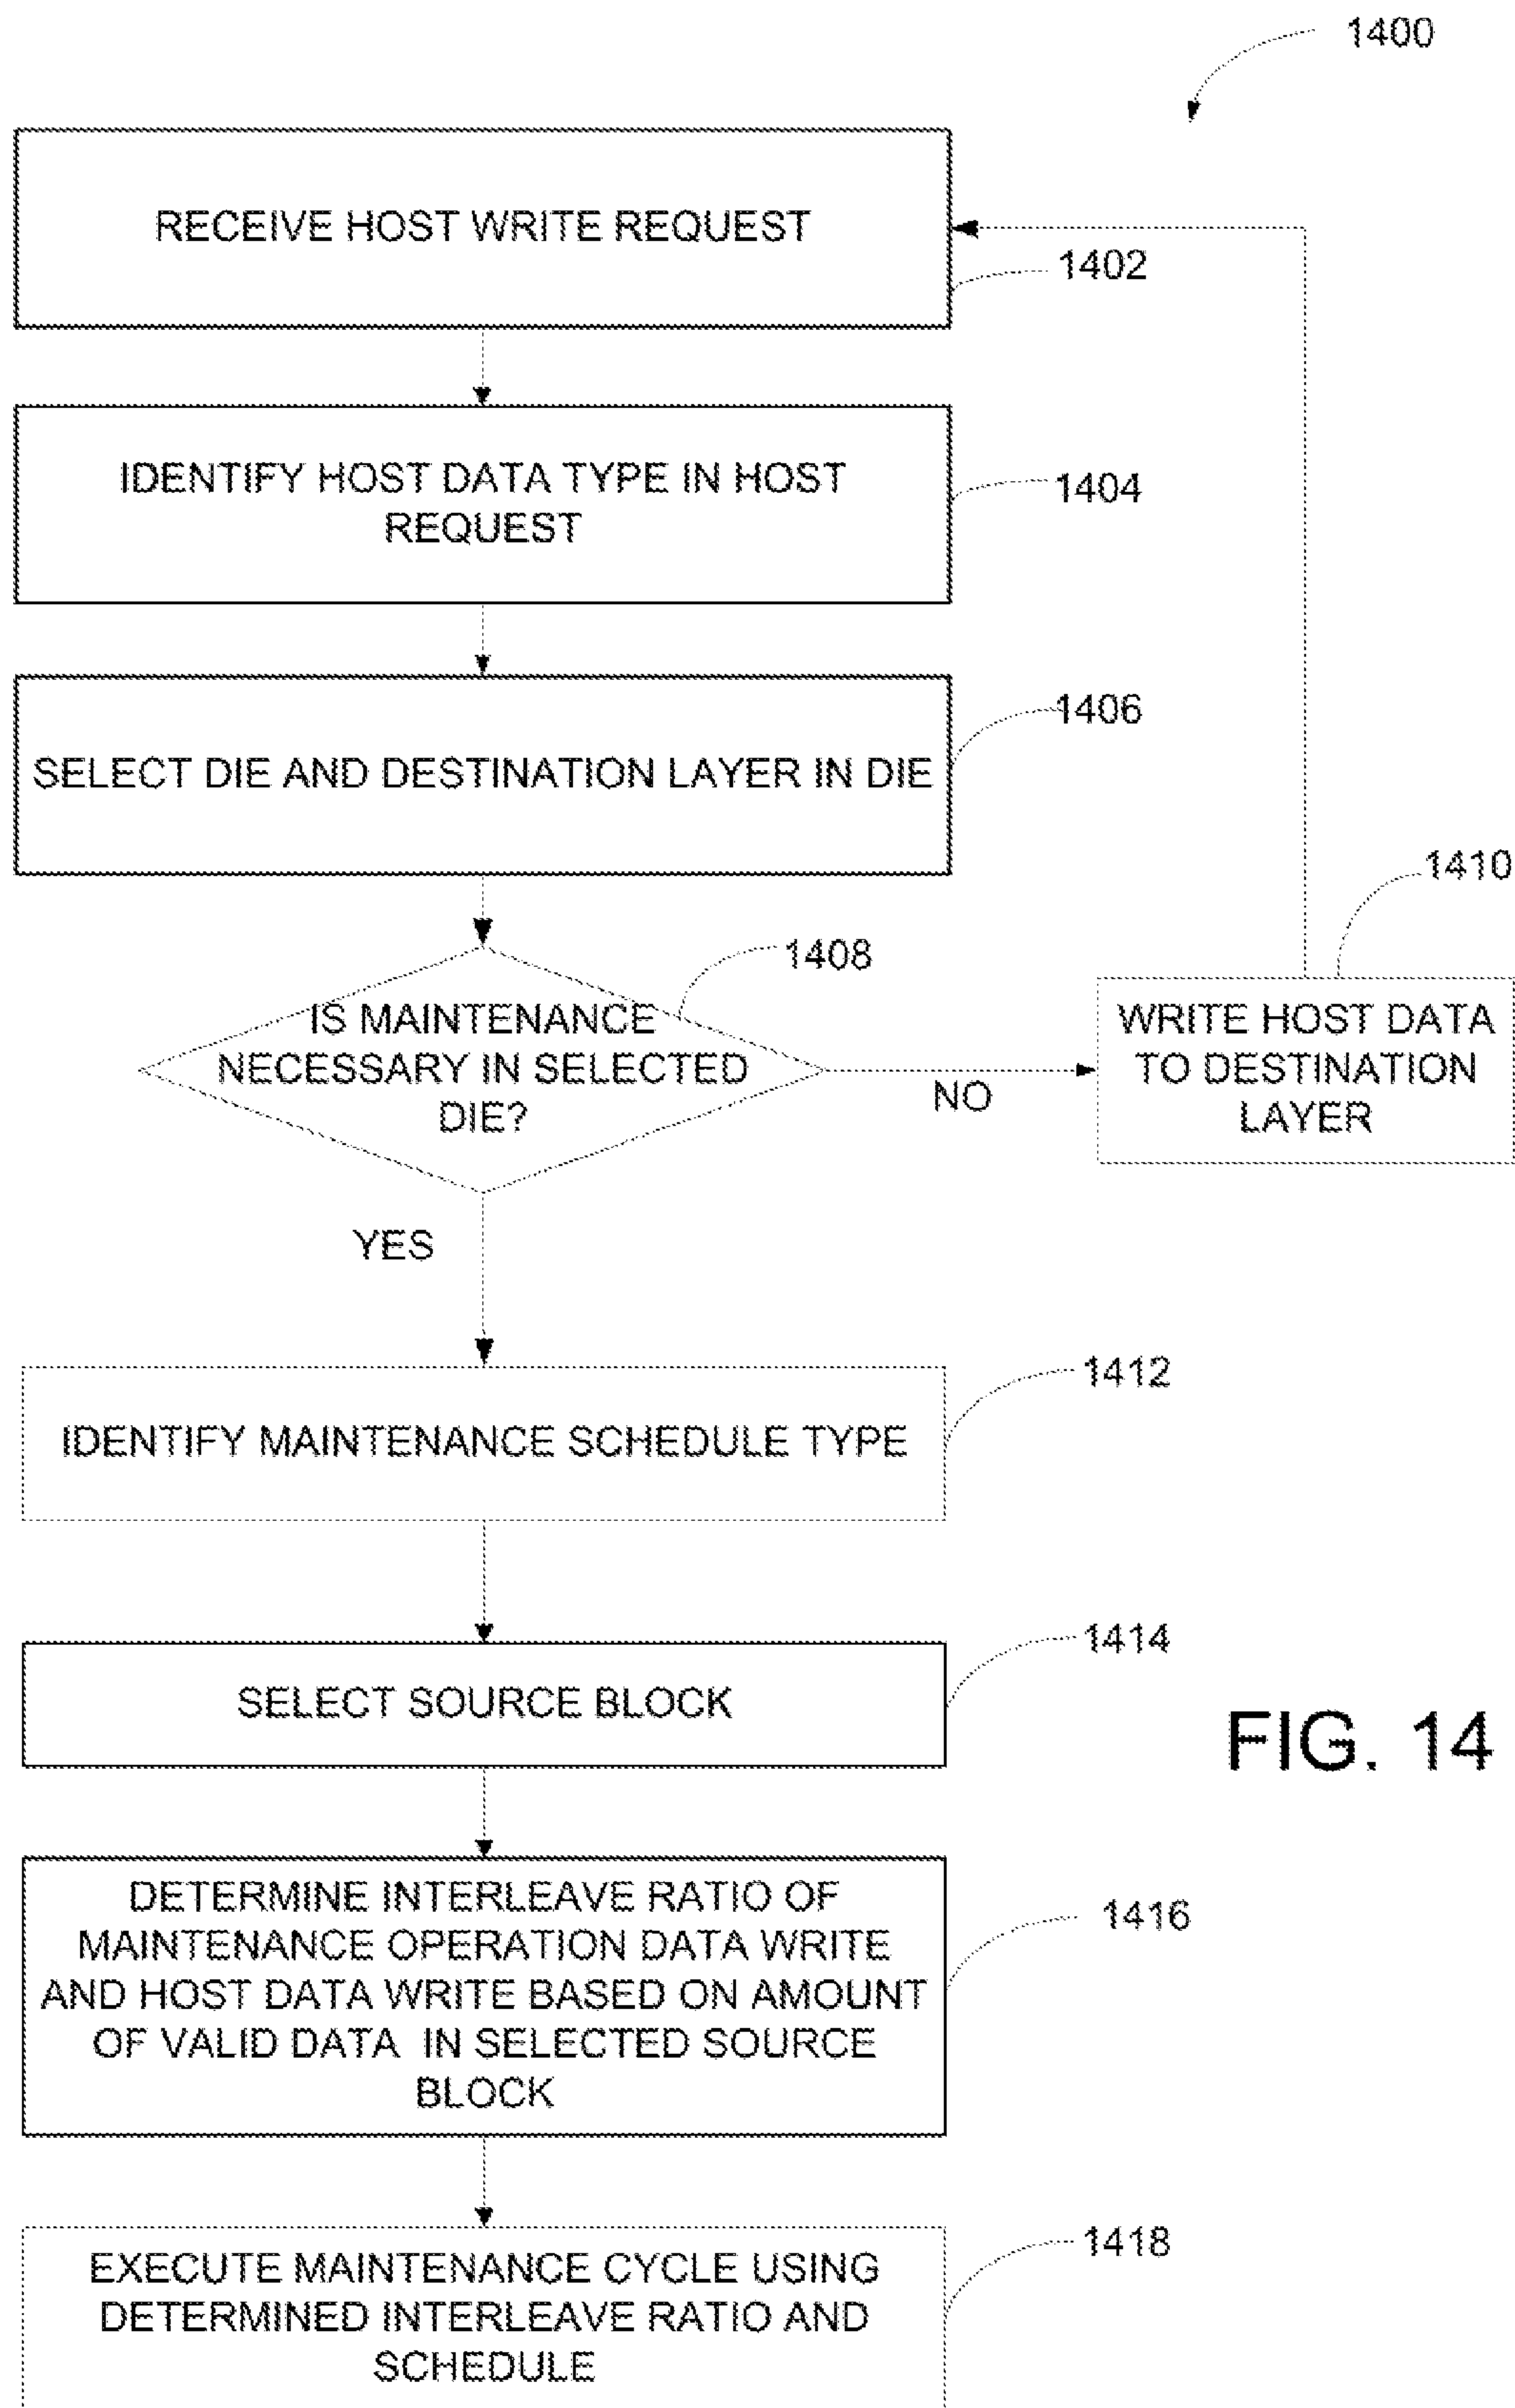 1400
RECEIVE HOST WRITE REQUEST
1402
IDENTIFY HOST DATA TYPE IN HOST
REQUEST
1404
SELECT DIE AND DESTINATION LAYER IN DIE
1406
IS MAINTENANCE
NECESSARY IN SELECTED
DIE?
1408
NO
1410
WRITE HOST DATA
TO DESTINATION
LAYER
YES
IDENTIFY MAINTENANCE SCHEDULE TYPE
1412
SELECT SOURCE BLOCK
1414
FIG. 14
DETERMINE INTERLEAVE RATIO OF
MAINTENANCE OPERATION DATA WRITE
AND HOST DATA WRITE BASED ON AMOUNT
OF VALID DATA IN SELECTED SOURCE
BLOCK
1416
EXECUTE MAINTENANCE CYCLE USING
DETERMINED INTERLEAVE RATIO AND
SCHEDULE
1418